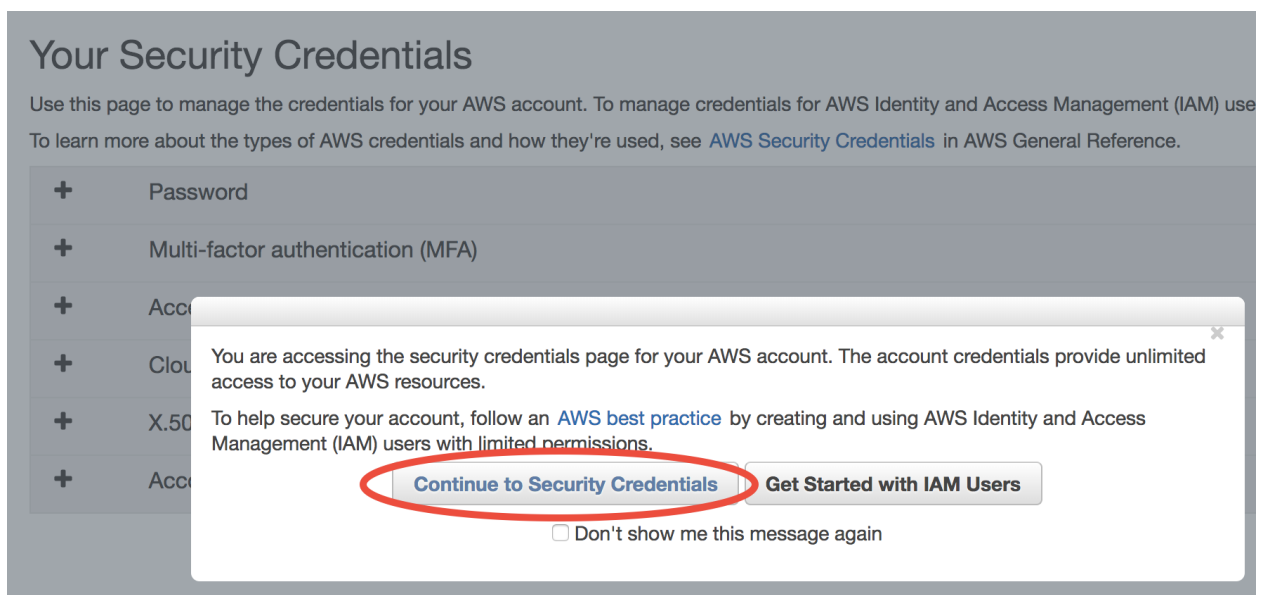 Your Security Credentials
Use this page to manage the credentials for your AWS account. To manage credentials for AWS Identity and Access Management (IAM) use
To learn more about the types of AWS credentials and how they're used, see AWS Security Credentials in AWS General Reference.
Password
Multi-factor authentication (MFA)
Acc
You are accessing the security credentials page for your AWS account. The account credentials provide unlimited
Clou
access to your AWS resources.
To help secure your account, follow an AWS best practice by creating and using AWS Identity and Access
X.50
Management (IAM) users with limited permissions.
Acc
Continue to Security Credentials Get Started with IAM Users
Don't show me this message again